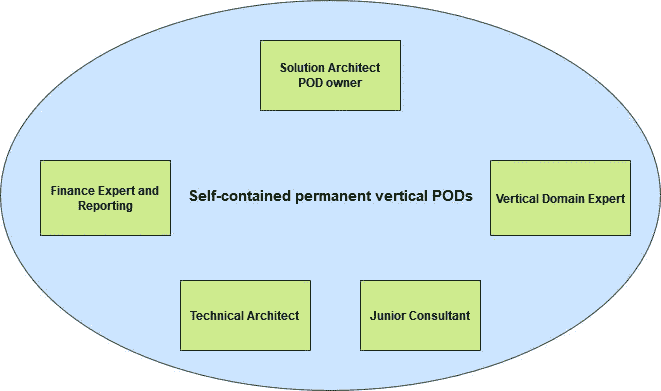 Solution Architect
POD owner
Finance Expert and
Reporting
Self-contained permanent vertical PODs
Vertical Domain Expert
Technical Architect
Junior Consultant